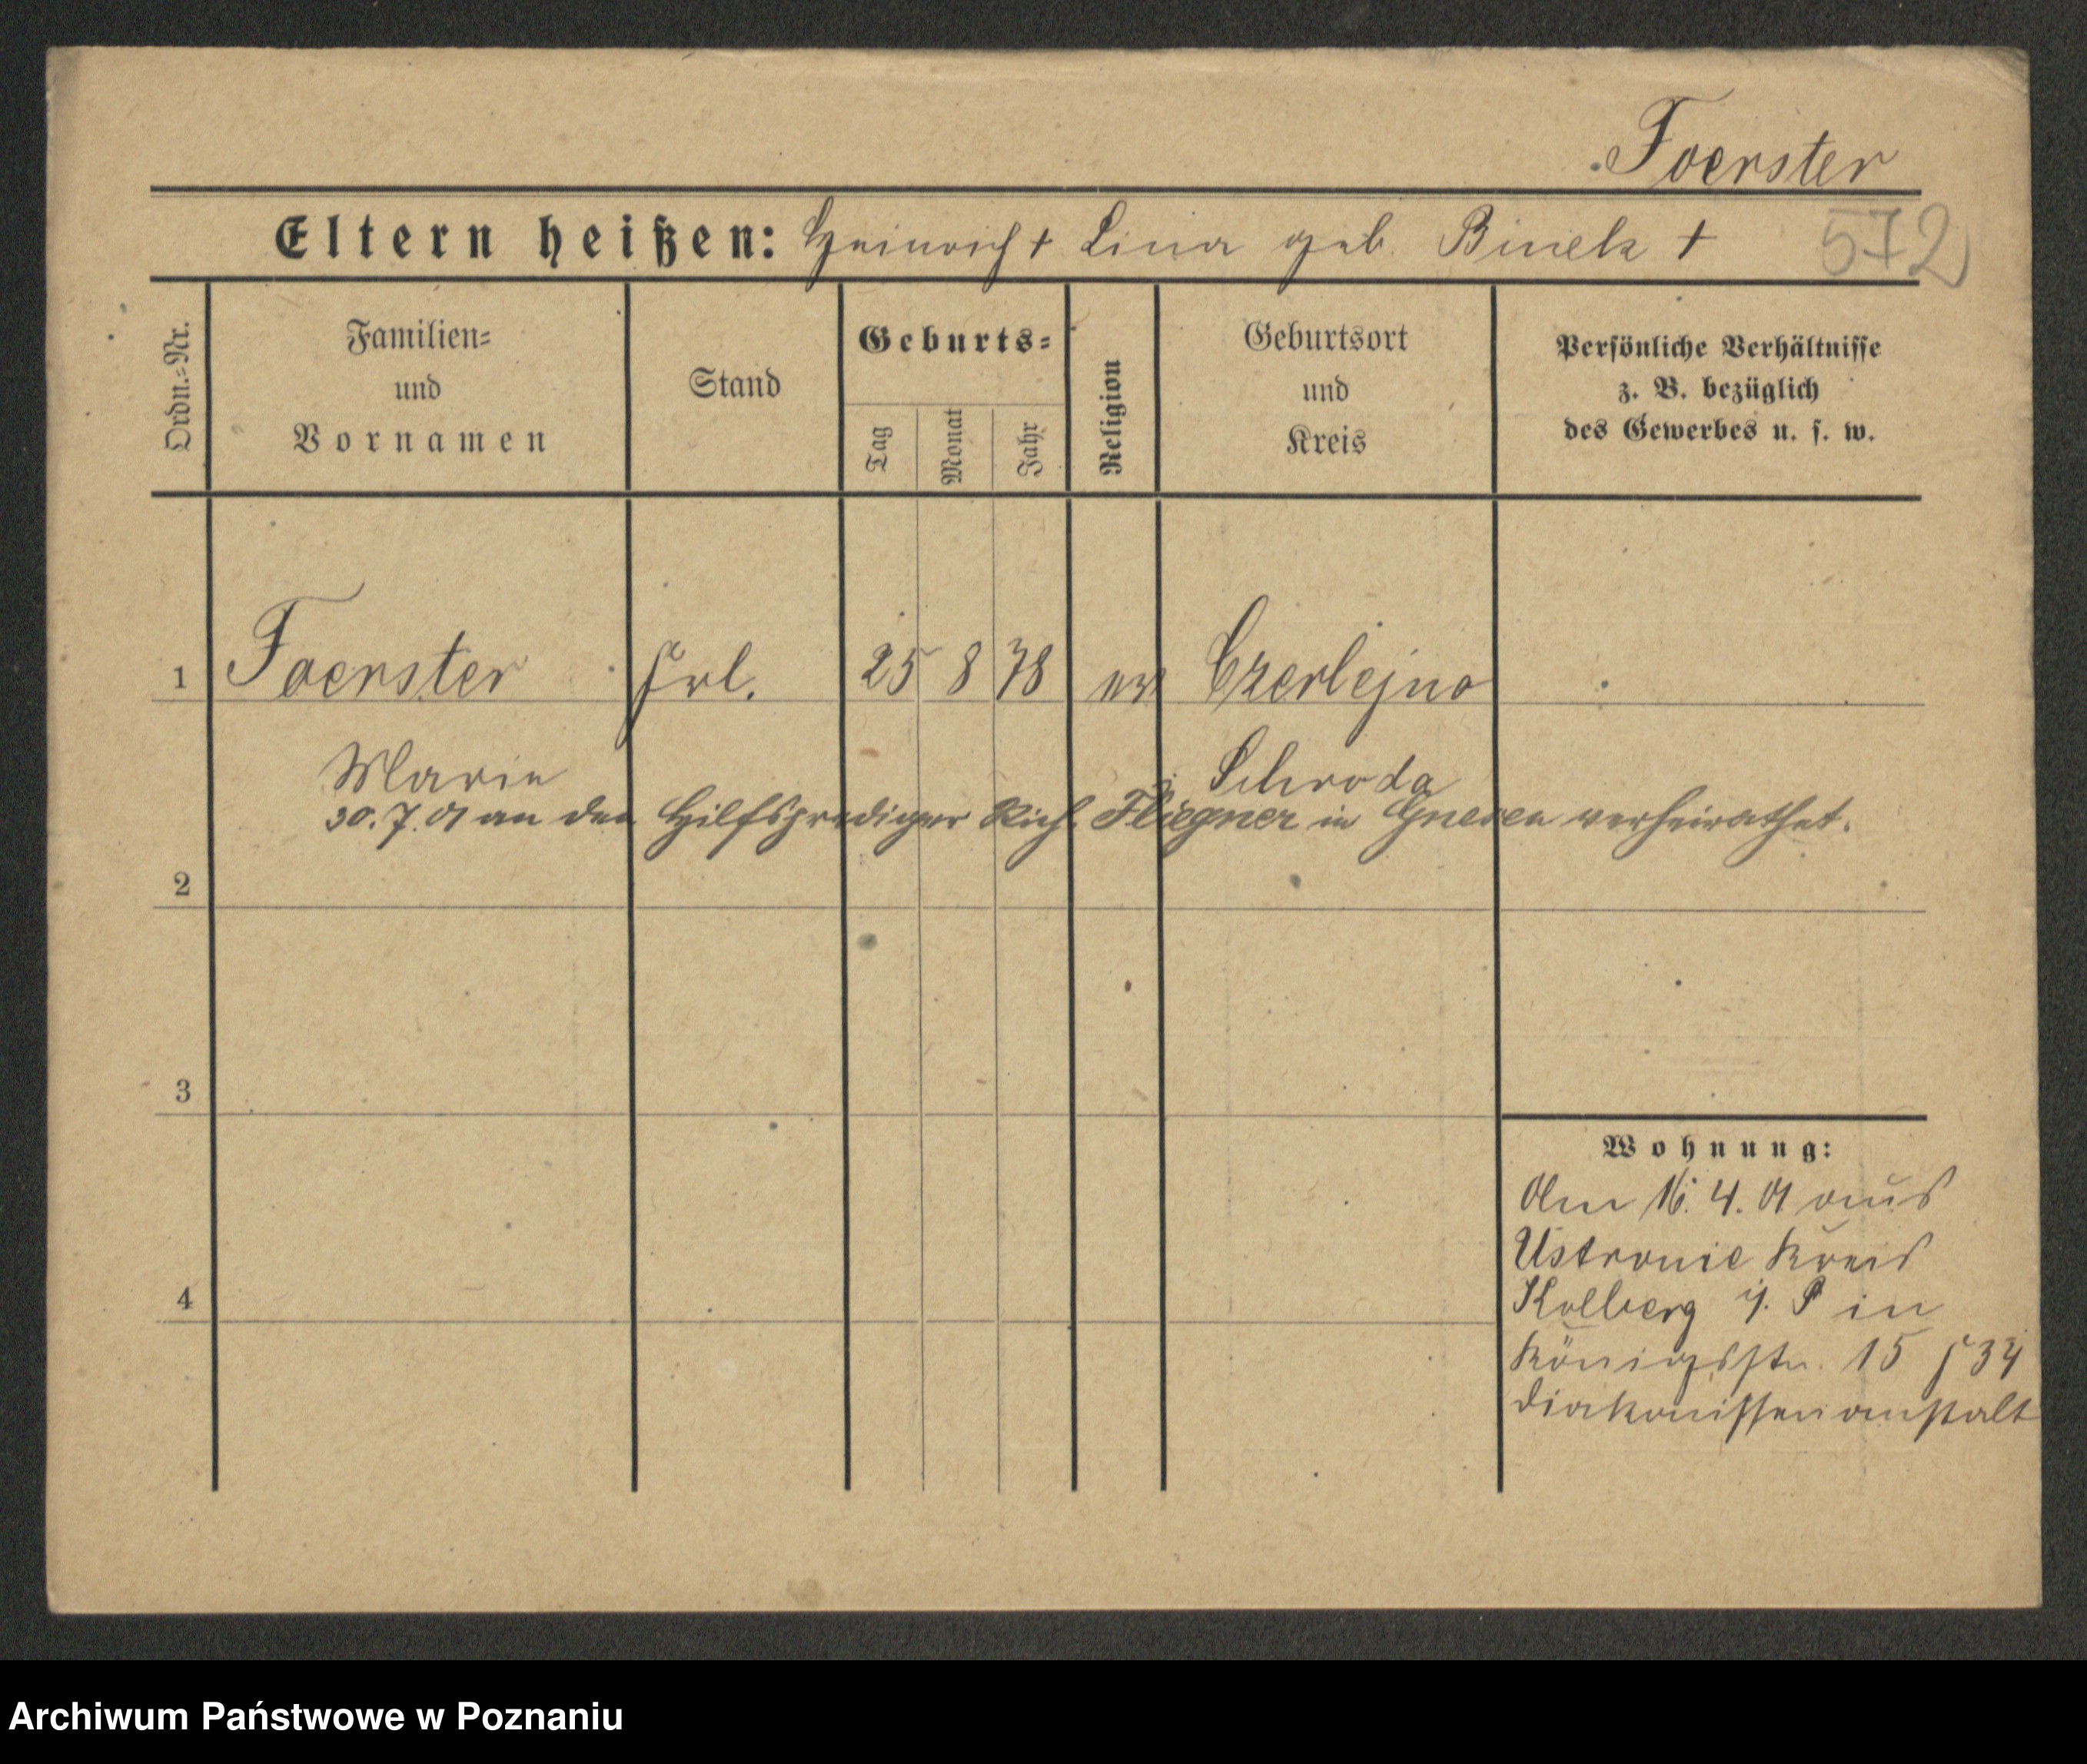 Foerster
Eltern heißen: Heinrich + Lina geb. Binek +
572
Ordn.=Nr.
Familien=
und
Vornamen
Stand
Geburts=
Tag
Monat
Jahr
Religion
Geburtsort
und
Kreis
Persönliche Verhältnisse
z. B. bezüglich
des Gewerbes u. s. w.
1 Foerster Frl. 25 8 78 ev Czerlejno
Marie Schroda
30. 7. 01 an den Hilfsprediger Rich. Fliegner in Gnesen verheirathet.
2
3
Wohnung:
Am 16. 4. 01 aus
Ustronie Kreis
4
Kolberg i. P in
Königsstr. 15
Diakonissenanstalt
Archiwum Państwowe w Poznaniu